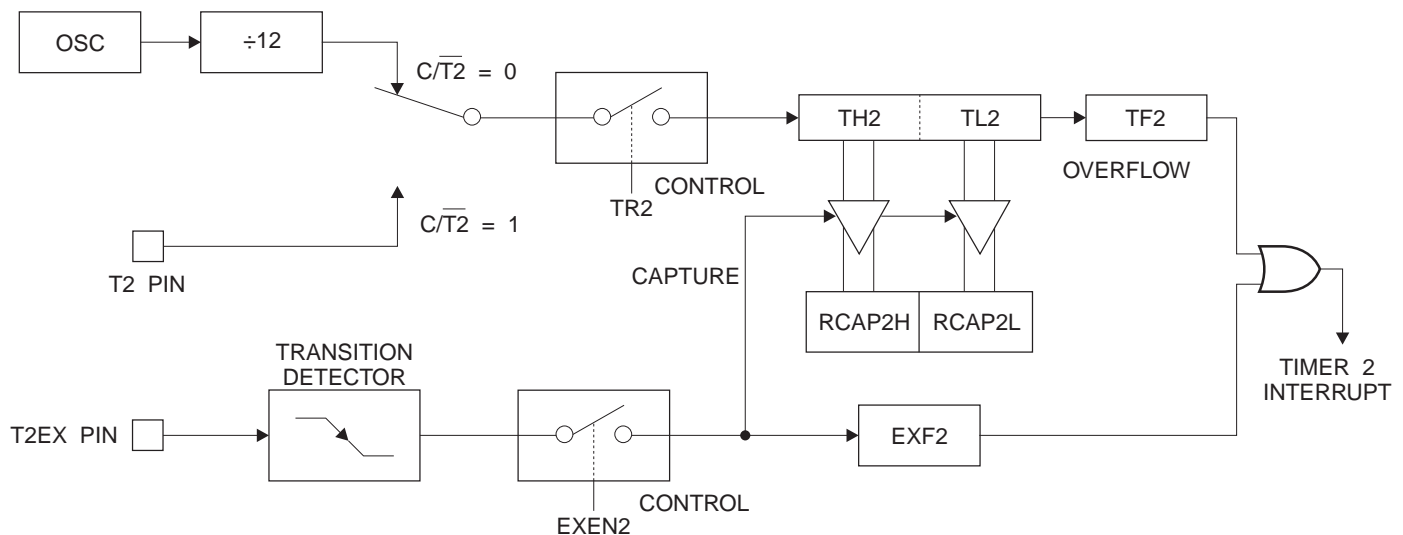 OSC
÷12
C/T2̅ = 0
TH2
TL2
TF2
OVERFLOW
CONTROL
TR2
C/T2̅ = 1
T2 PIN
CAPTURE
RCAP2H
RCAP2L
TRANSITION
DETECTOR
TIMER 2
INTERRUPT
T2EX PIN
EXF2
CONTROL
EXEN2